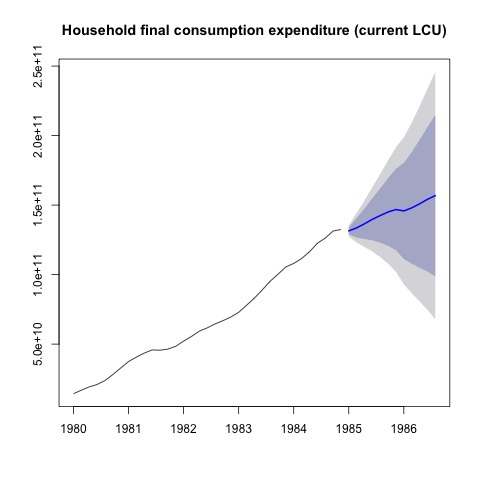 Household final consumption expenditure (current LCU)
2.5e+11
2.0e+11
1.5e+11
1.0e+11
5.0e+10
1980 1981 1982 1983 1984 1985 1986